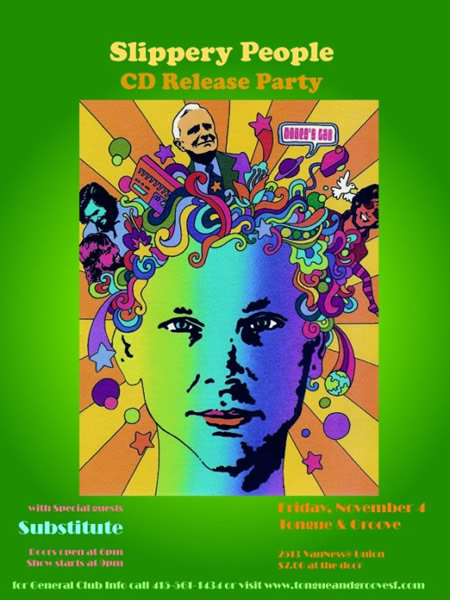 Slippery People
CD Release Party
with Special guests
Substitute
Doors open at 6pm
Show starts at 9pm
Friday, November 4
Tongue & Groove
2513 VanNess@ Union
$7.00 at the door
for General Club Info call 415-561-1434 or visit www.tongueandgroovesf.com